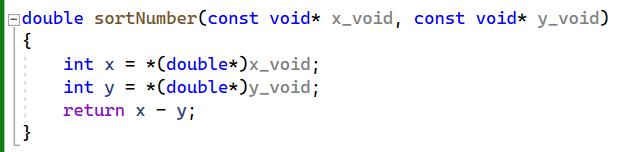 double sortNumber(const void* x_void, const void* y_void)
{
    int x = *(double*)x_void;
    int y = *(double*)y_void;
    return x - y;
}